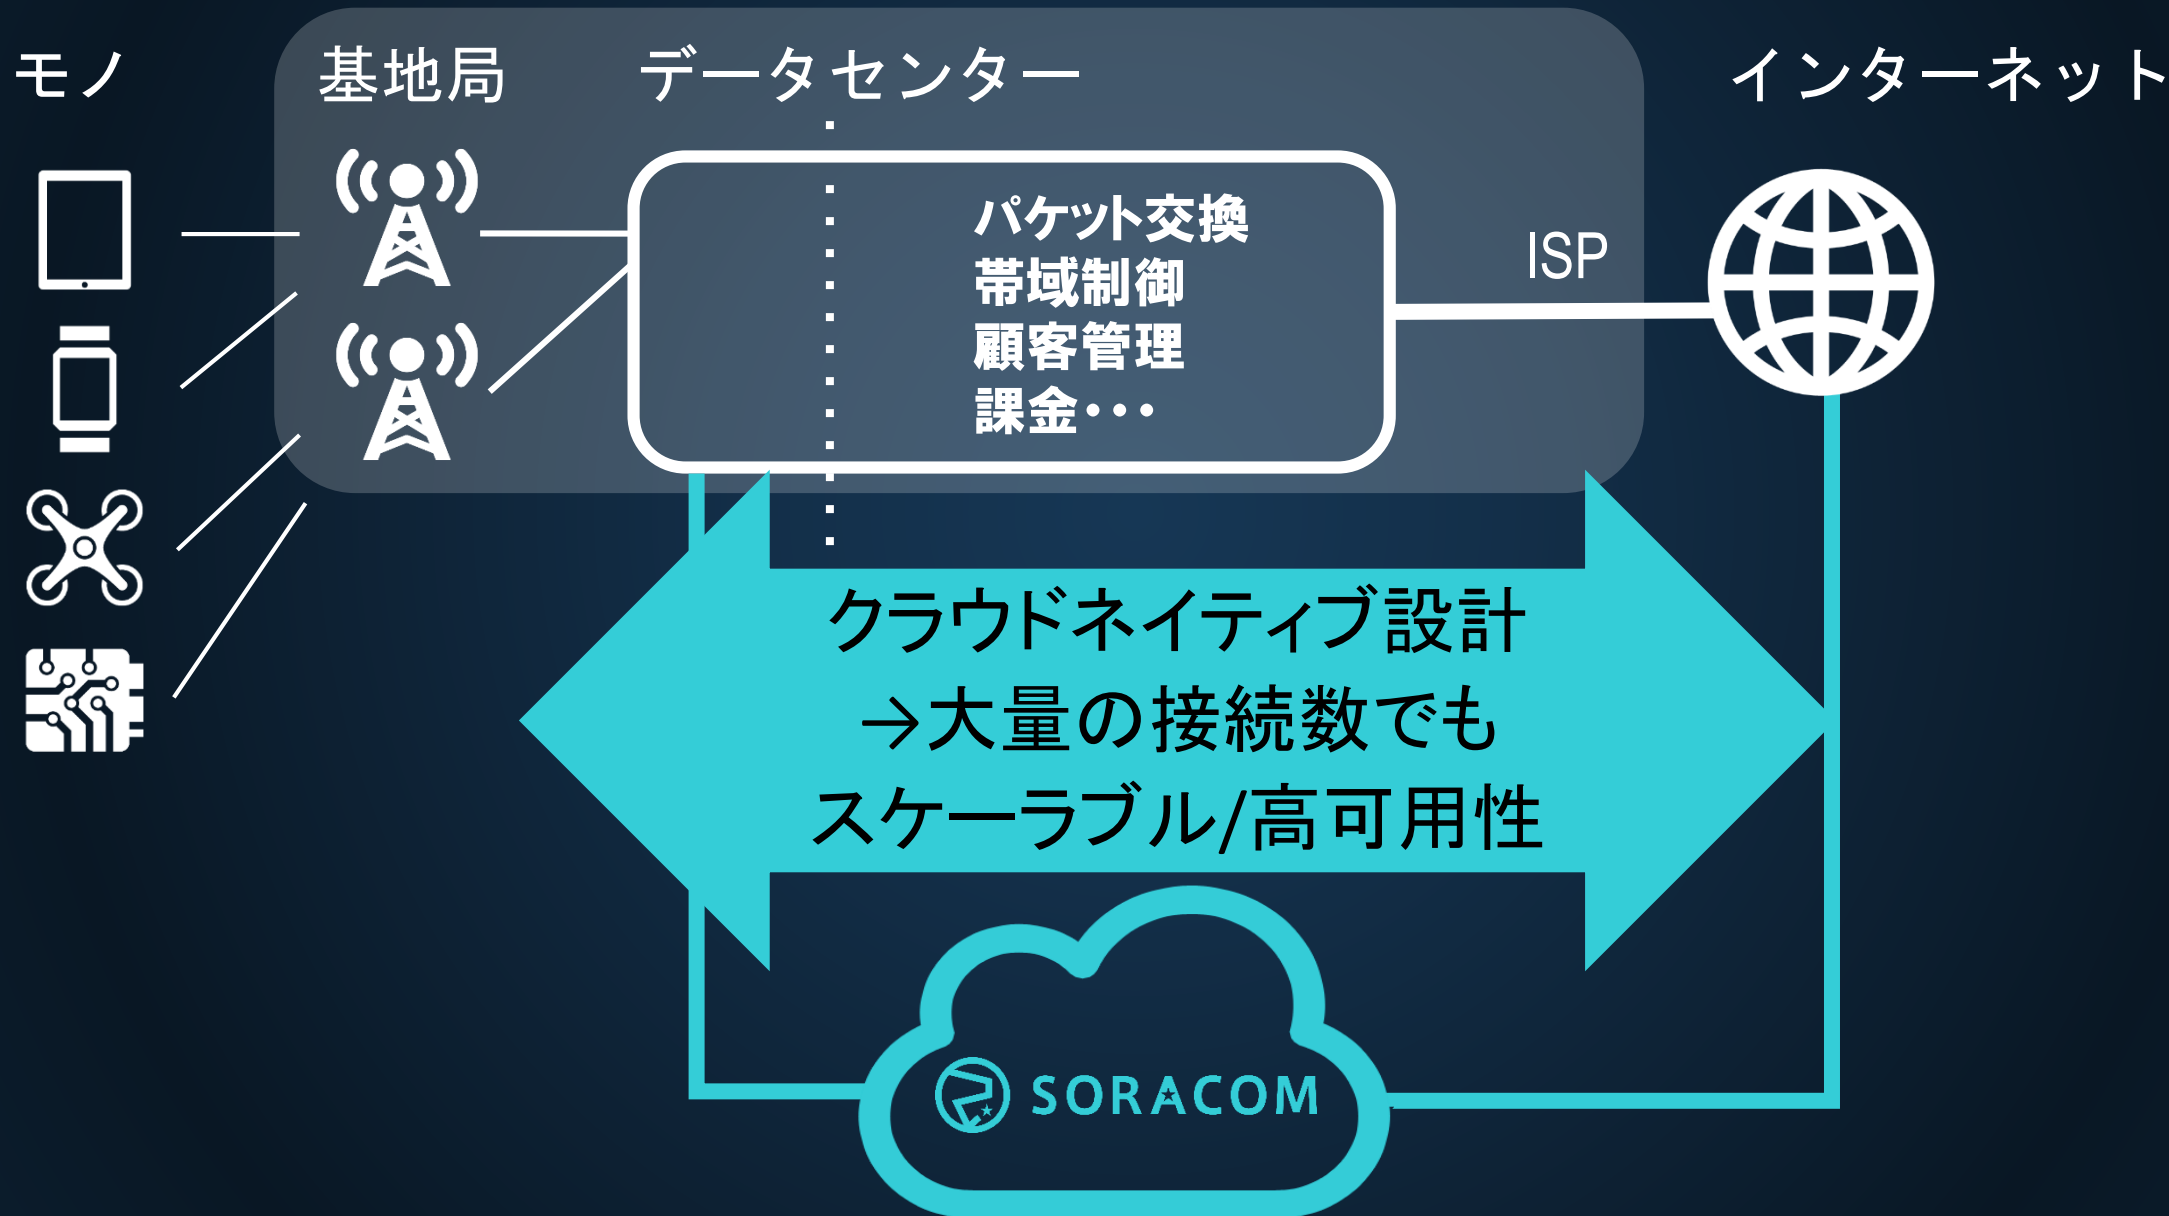 モノ
基地局
データセンター
インターネット
パケット交換
帯域制御
顧客管理
課金・・・
ISP
クラウドネイティブ設計
→大量の接続数でも
スケーラブル/高可用性
SORACOM